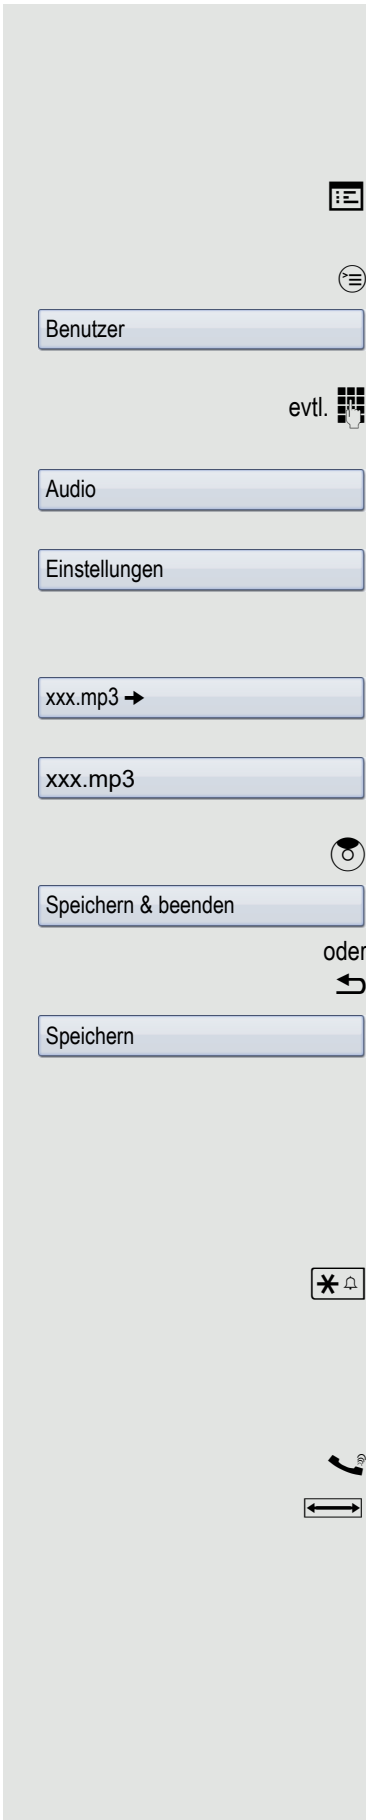 Benutzer
evtl.
Audio
Einstellungen
xxx.mp3 →
xxx.mp3
Speichern & beenden
oder
Speichern